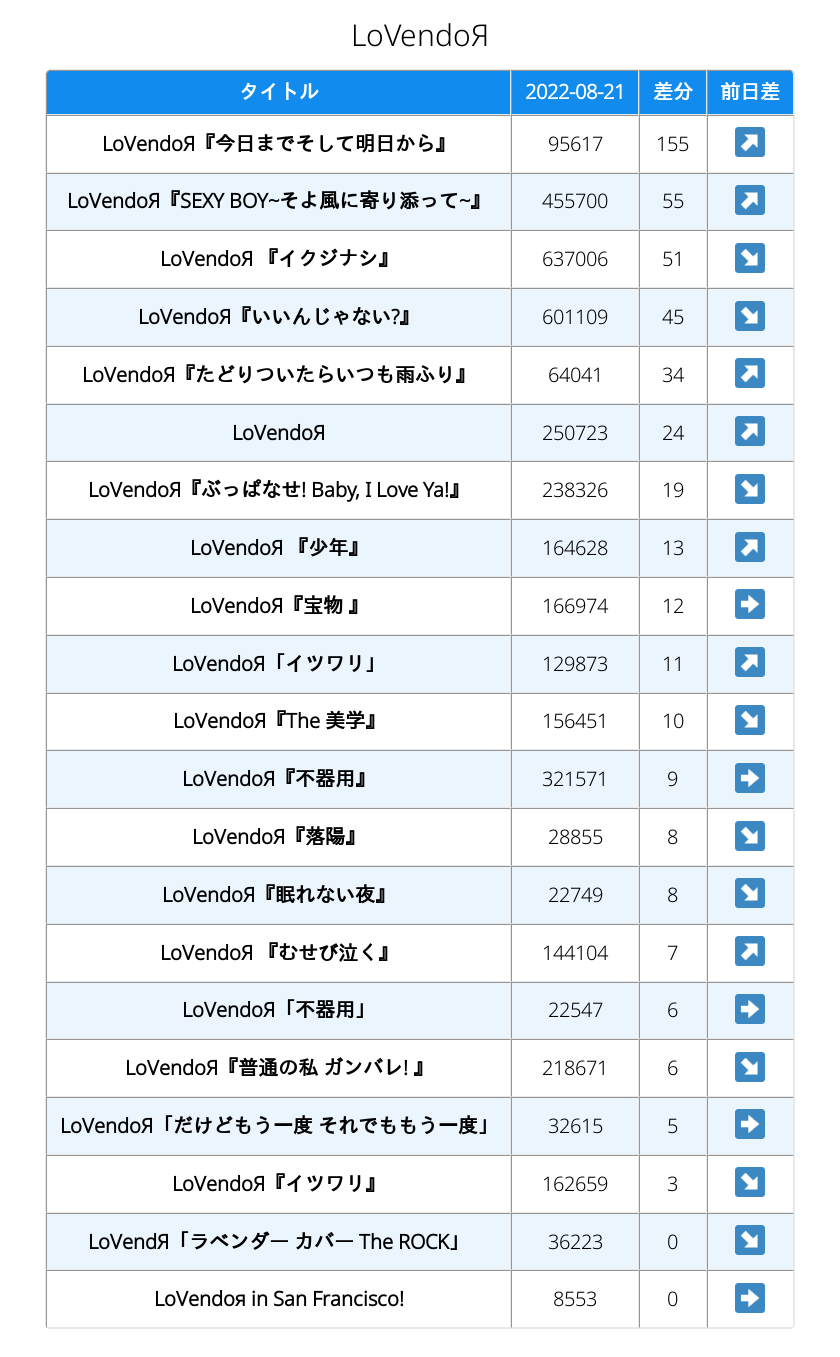 LoVendoЯ
タイトル 2022-08-21 差分 前日差
LoVendoЯ『今日までそして明日から』 95617 155 ↗
LoVendoЯ『SEXY BOY~そよ風に寄り添って~』 455700 55 ↗
LoVendoЯ 『イクジナシ』 637006 51 ↘
LoVendoЯ『いいんじゃない?』 601109 45 ↘
LoVendoЯ『たどりついたらいつも雨ふり』 64041 34 ↗
LoVendoЯ 250723 24 ↗
LoVendoЯ『ぶっぱなせ! Baby, I Love Ya!』 238326 19 ↘
LoVendoЯ 『少年』 164628 13 ↗
LoVendoЯ『宝物 』 166974 12 ➡
LoVendoЯ「イツワリ」 129873 11 ↗
LoVendoЯ『The 美学』 156451 10 ↘
LoVendoЯ『不器用』 321571 9 ➡
LoVendoЯ『落陽』 28855 8 ↘
LoVendoЯ『眠れない夜』 22749 8 ↘
LoVendoЯ 『むせび泣く』 144104 7 ↗
LoVendoЯ「不器用」 22547 6 ➡
LoVendoЯ『普通の私 ガンバレ! 』 218671 6 ↘
LoVendoЯ「だけどもう一度 それでももう一度」 32615 5 ➡
LoVendoЯ『イツワリ』 162659 3 ↘
LoVendЯ「ラベンダー カバー The ROCK」 36223 0 ↘
LoVendoя in San Francisco! 8553 0 ➡